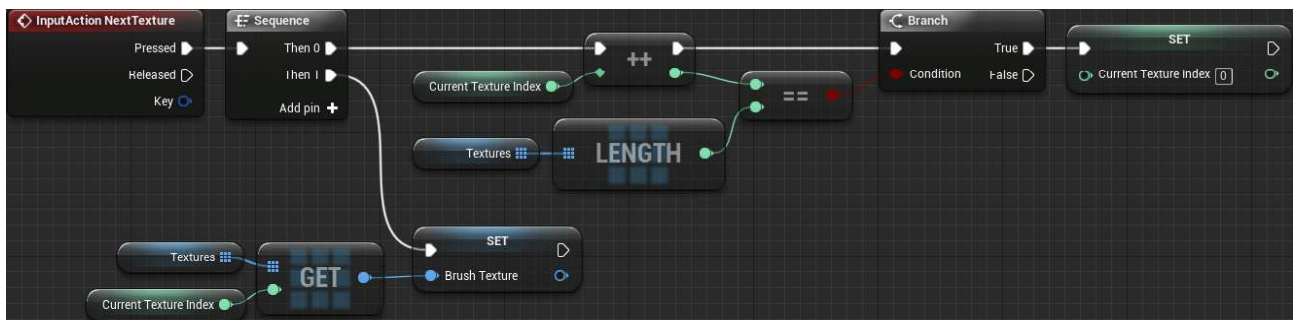 InputAction NextTexture
Pressed
Released
Key
Sequence
Then 0
Then 1
Add pin +
++
Current Texture Index
==
Textures
LENGTH
Branch
Condition
True
False
SET
Current Texture Index 0
Textures
GET
Current Texture Index
SET
Brush Texture